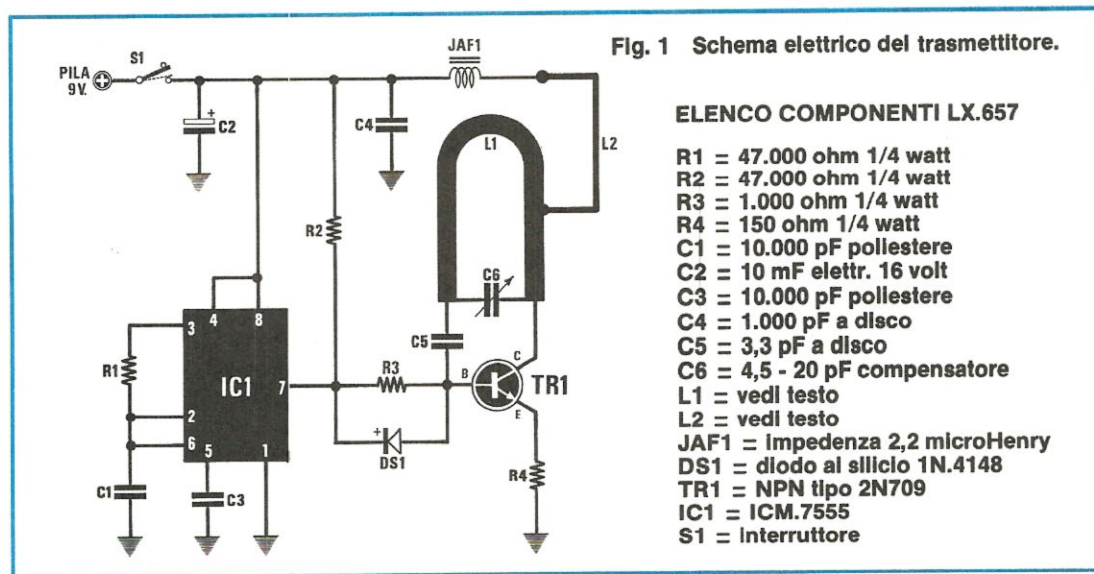 Fig. 1 Schema elettrico del trasmettitore.
PILA
9V.
S1
C2
JAF1
C4
L1
L2
R2
C6
C5
3
4
8
R1
IC1
7
2
6
5
1
R3
B
C
E
TR1
DS1
R4
C1
C3
ELENCO COMPONENTI LX.657
R1 = 47.000 ohm 1/4 watt
R2 = 47.000 ohm 1/4 watt
R3 = 1.000 ohm 1/4 watt
R4 = 150 ohm 1/4 watt
C1 = 10.000 pF poliestere
C2 = 10 mF elettr. 16 volt
C3 = 10.000 pF poliestere
C4 = 1.000 pF a disco
C5 = 3,3 pF a disco
C6 = 4,5 - 20 pF compensatore
L1 = vedi testo
L2 = vedi testo
JAF1 = impedenza 2,2 microHenry
DS1 = diodo al silicio 1N.4148
TR1 = NPN tipo 2N709
IC1 = ICM.7555
S1 = interruttore